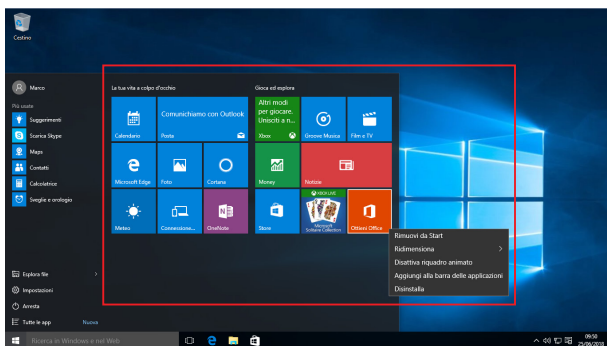 Cestino
Marco
Più usate
Suggerimenti
Scarica Skype
Maps
Contatti
Calcolatrice
Sveglie e orologio
Esplora file
Impostazioni
Arresta
Tutte le app
Nuova
La tua vita a colpo d'occhio
Calendario
Comunichiamo con Outlook
Posta
Microsoft Edge
Foto
Cortana
Meteo
Connessione...
OneNote
Gioca ed esplora
Altri modi
per giocare.
Unisciti a n...
Xbox
Groove Musica
Film e TV
Money
Notizie
Store
XBOX LIVE
Microsoft
Solitaire Collection
Ottieni Office
Rimuovi da Start
Ridimensiona
Disattiva riquadro animato
Aggiungi alla barra delle applicazioni
Disinstalla
Ricerca in Windows e nel Web
09:50
25/06/2018